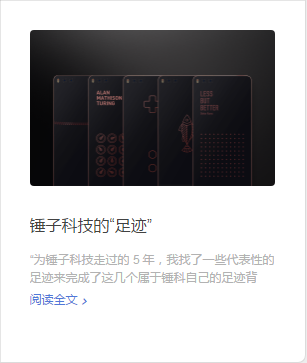 ALAN
MATHISON
TURING
LESS
BUT
BETTER
锤子科技的“足迹”
“为锤子科技走过的 5 年，我找了一些代表性的
足迹来完成了这几个属于锤科自己的足迹背
阅读全文 ›